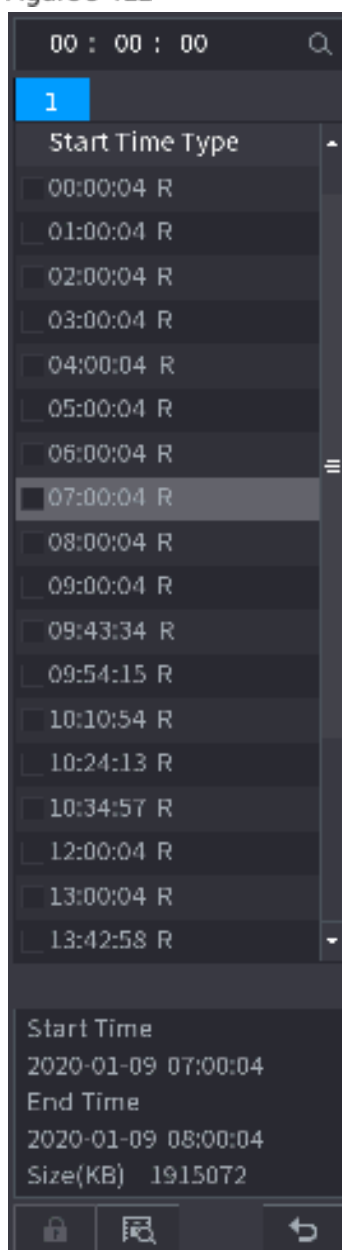 00 : 00 : 00
1
Start Time Type
00:00:04 R
01:00:04 R
02:00:04 R
03:00:04 R
04:00:04 R
05:00:04 R
06:00:04 R
07:00:04 R
08:00:04 R
09:00:04 R
09:43:34 R
09:54:15 R
10:10:54 R
10:24:13 R
10:34:57 R
12:00:04 R
13:00:04 R
13:42:58 R
Start Time
2020-01-09 07:00:04
End Time
2020-01-09 08:00:04
Size(KB) 1915072